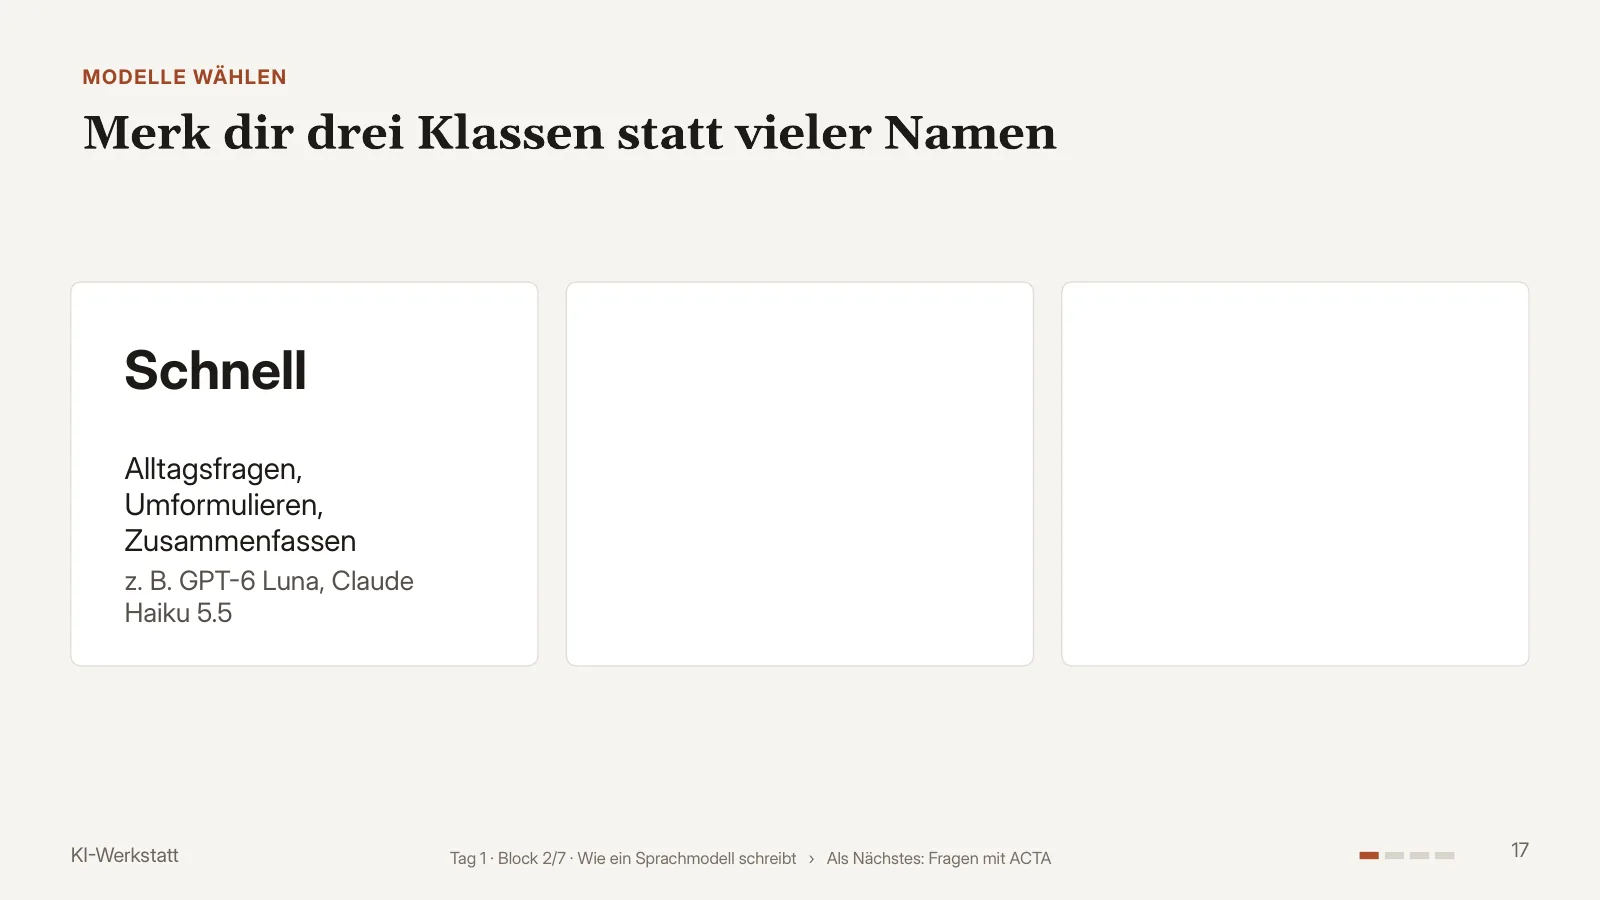 MODELLE WÄHLEN
Merk dir drei Klassen statt vieler Namen
Schnell
Alltagsfragen,
Umformulieren,
Zusammenfassen
z. B. GPT-6 Luna, Claude
Haiku 5.5
KI-Werkstatt
Tag 1 · Block 2/7 · Wie ein Sprachmodell schreibt › Als Nächstes: Fragen mit ACTA
17